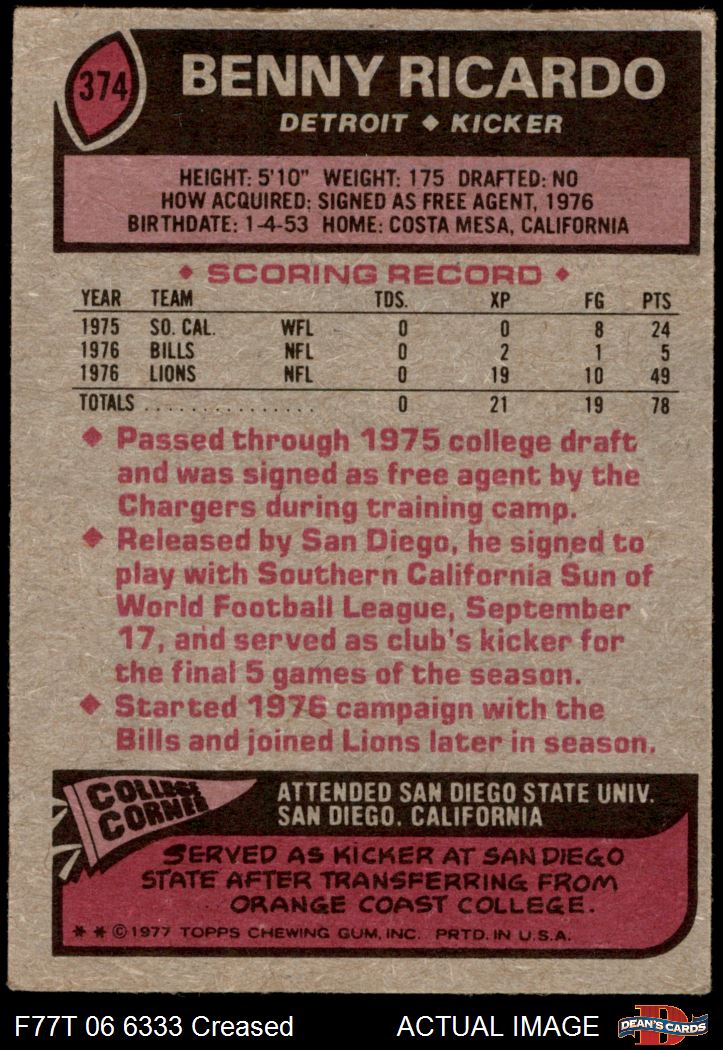 374
BENNY RICARDO
DETROIT ◆ KICKER
HEIGHT: 5'10" WEIGHT: 175 DRAFTED: NO
HOW ACQUIRED: SIGNED AS FREE AGENT, 1976
BIRTHDATE: 1-4-53 HOME: COSTA MESA, CALIFORNIA
◆ SCORING RECORD ◆
YEAR TEAM TDS. XP FG PTS
1975 SO. CAL. WFL 0 0 8 24
1976 BILLS NFL 0 2 1 5
1976 LIONS NFL 0 19 10 49
TOTALS . . . . . . . . . . . . . . . 0 21 19 78
◆ Passed through 1975 college draft
and was signed as free agent by the
Chargers during training camp.
◆ Released by San Diego, he signed to
play with Southern California Sun of
World Football League, September
17, and served as club's kicker for
the final 5 games of the season.
◆ Started 1976 campaign with the
Bills and joined Lions later in season.
COLLEGE
CORNER
ATTENDED SAN DIEGO STATE UNIV.
SAN DIEGO, CALIFORNIA
SERVED AS KICKER AT SAN DIEGO
STATE AFTER TRANSFERRING FROM
ORANGE COAST COLLEGE.
* * © 1977 TOPPS CHEWING GUM, INC. PRTD. IN U.S.A.
F77T 06 6333 Creased ACTUAL IMAGE
D
DEAN'S CARDS